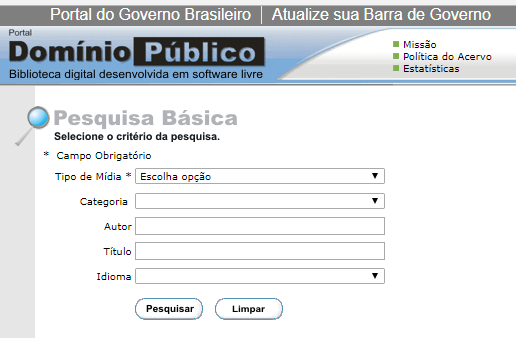 Portal do Governo Brasileiro | Atualize sua Barra de Governo
Portal
Domínio Público
Biblioteca digital desenvolvida em software livre
Missão
Política do Acervo
Estatísticas
Pesquisa Básica
Selecione o critério da pesquisa.
* Campo Obrigatório
Tipo de Mídia * Escolha opção
Categoria
Autor
Título
Idioma
Pesquisar Limpar